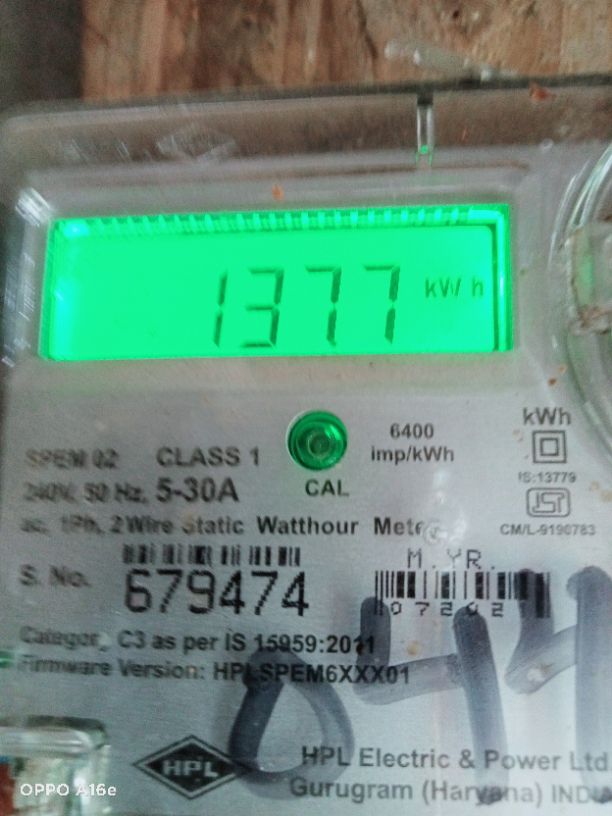 1377 kWh
6400
imp/kWh
kWh
SPEM 02 CLASS 1
CAL
IS:13779
240V, 50 Hz, 5-30A
CM/L-9190783
ac, 1Ph, 2 Wire Static Watthour Meter
M.YR.
S. No. 679474
Category C3 as per IS 15959:2011
Firmware Version: HPLSPEM6XXX01
HPL
HPL Electric & Power Ltd
Gurugram (Haryana) INDIA
OPPO A16e